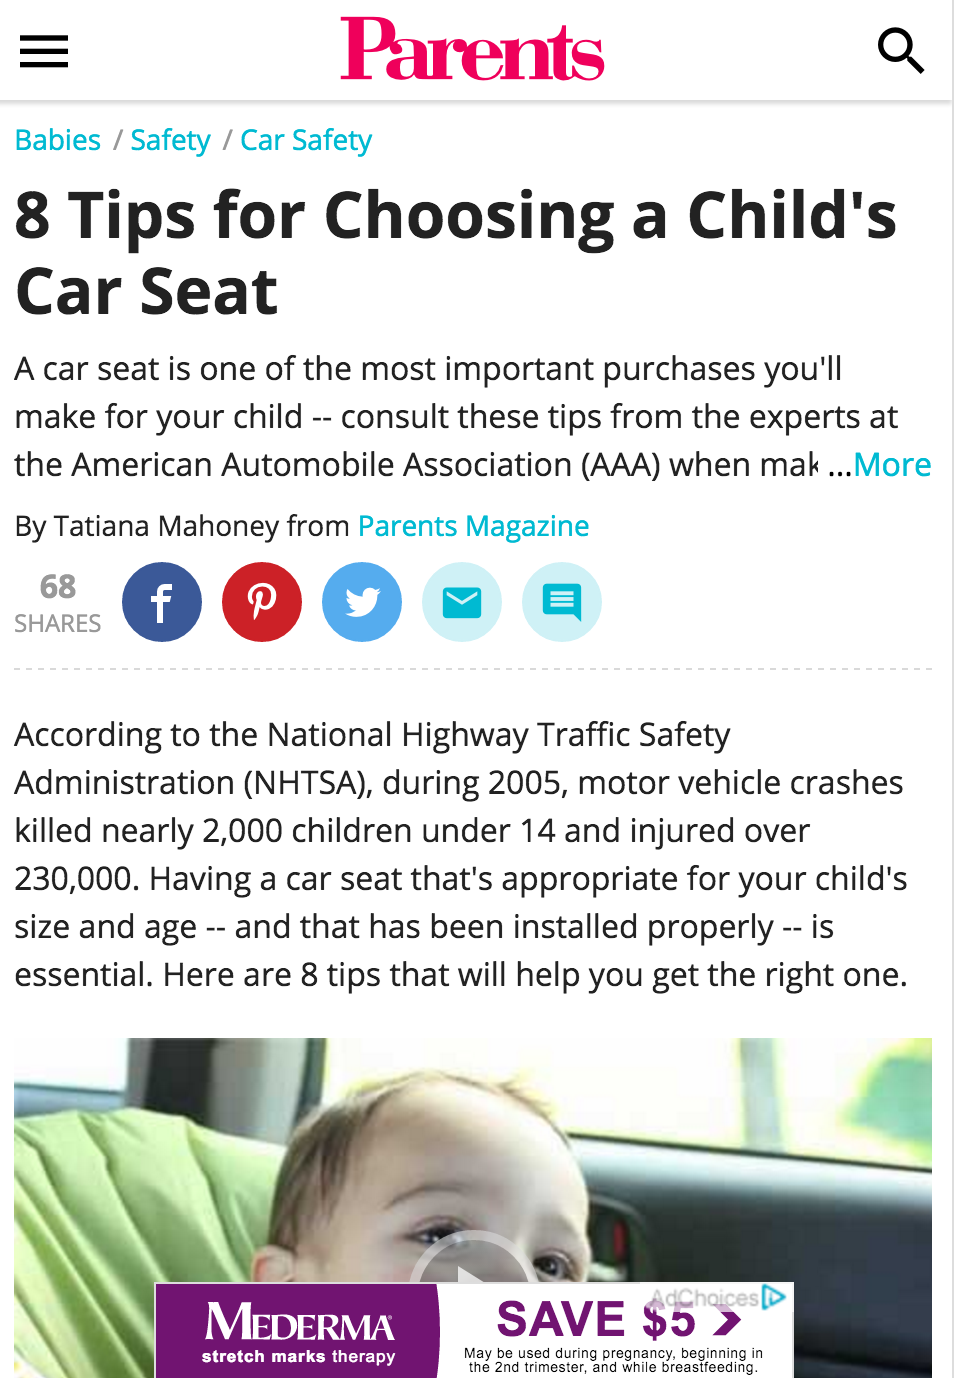 Parents
Babies / Safety / Car Safety
8 Tips for Choosing a Child's
Car Seat
A car seat is one of the most important purchases you'll
make for your child -- consult these tips from the experts at
the American Automobile Association (AAA) when mak ...More
By Tatiana Mahoney from Parents Magazine
68
SHARES
According to the National Highway Traffic Safety
Administration (NHTSA), during 2005, motor vehicle crashes
killed nearly 2,000 children under 14 and injured over
230,000. Having a car seat that's appropriate for your child's
size and age -- and that has been installed properly -- is
essential. Here are 8 tips that will help you get the right one.
MEDERMA
stretch marks therapy
AdChoices
SAVE $5
May be used during pregnancy, beginning in
the 2nd trimester, and while breastfeeding.